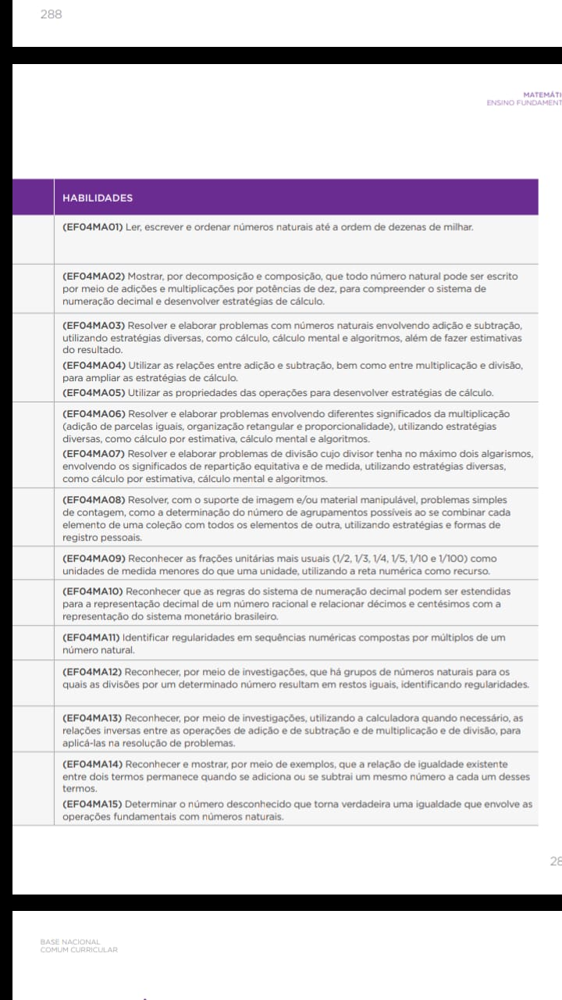 288
MATEMÁTI
ENSINO FUNDAMENT
HABILIDADES
(EF04MA01) Ler, escrever e ordenar números naturais até a ordem de dezenas de milhar.
(EF04MA02) Mostrar, por decomposição e composição, que todo número natural pode ser escrito
por meio de adições e multiplicações por potências de dez, para compreender o sistema de
numeração decimal e desenvolver estratégias de cálculo.
(EF04MA03) Resolver e elaborar problemas com números naturais envolvendo adição e subtração,
utilizando estratégias diversas, como cálculo, cálculo mental e algoritmos, além de fazer estimativas
do resultado.
(EF04MA04) Utilizar as relações entre adição e subtração, bem como entre multiplicação e divisão,
para ampliar as estratégias de cálculo.
(EF04MA05) Utilizar as propriedades das operações para desenvolver estratégias de cálculo.
(EF04MA06) Resolver e elaborar problemas envolvendo diferentes significados da multiplicação
(adição de parcelas iguais, organização retangular e proporcionalidade), utilizando estratégias
diversas, como cálculo por estimativa, cálculo mental e algoritmos.
(EF04MA07) Resolver e elaborar problemas de divisão cujo divisor tenha no máximo dois algarismos,
envolvendo os significados de repartição equitativa e de medida, utilizando estratégias diversas,
como cálculo por estimativa, cálculo mental e algoritmos.
(EF04MA08) Resolver, com o suporte de imagem e/ou material manipulável, problemas simples
de contagem, como a determinação do número de agrupamentos possíveis ao se combinar cada
elemento de uma coleção com todos os elementos de outra, utilizando estratégias e formas de
registro pessoais.
(EF04MA09) Reconhecer as frações unitárias mais usuais (1/2, 1/3, 1/4, 1/5, 1/10 e 1/100) como
unidades de medida menores do que uma unidade, utilizando a reta numérica como recurso.
(EF04MA10) Reconhecer que as regras do sistema de numeração decimal podem ser estendidas
para a representação decimal de um número racional e relacionar décimos e centésimos com a
representação do sistema monetário brasileiro.
(EF04MA11) Identificar regularidades em sequências numéricas compostas por múltiplos de um
número natural.
(EF04MA12) Reconhecer, por meio de investigações, que há grupos de números naturais para os
quais as divisões por um determinado número resultam em restos iguais, identificando regularidades.
(EF04MA13) Reconhecer, por meio de investigações, utilizando a calculadora quando necessário, as
relações inversas entre as operações de adição e de subtração e de multiplicação e de divisão, para
aplicá-las na resolução de problemas.
(EF04MA14) Reconhecer e mostrar, por meio de exemplos, que a relação de igualdade existente
entre dois termos permanece quando se adiciona ou se subtrai um mesmo número a cada um desses
termos.
(EF04MA15) Determinar o número desconhecido que torna verdadeira uma igualdade que envolve as
operações fundamentais com números naturais.
28
BASE NACIONAL
COMUM CURRICULAR